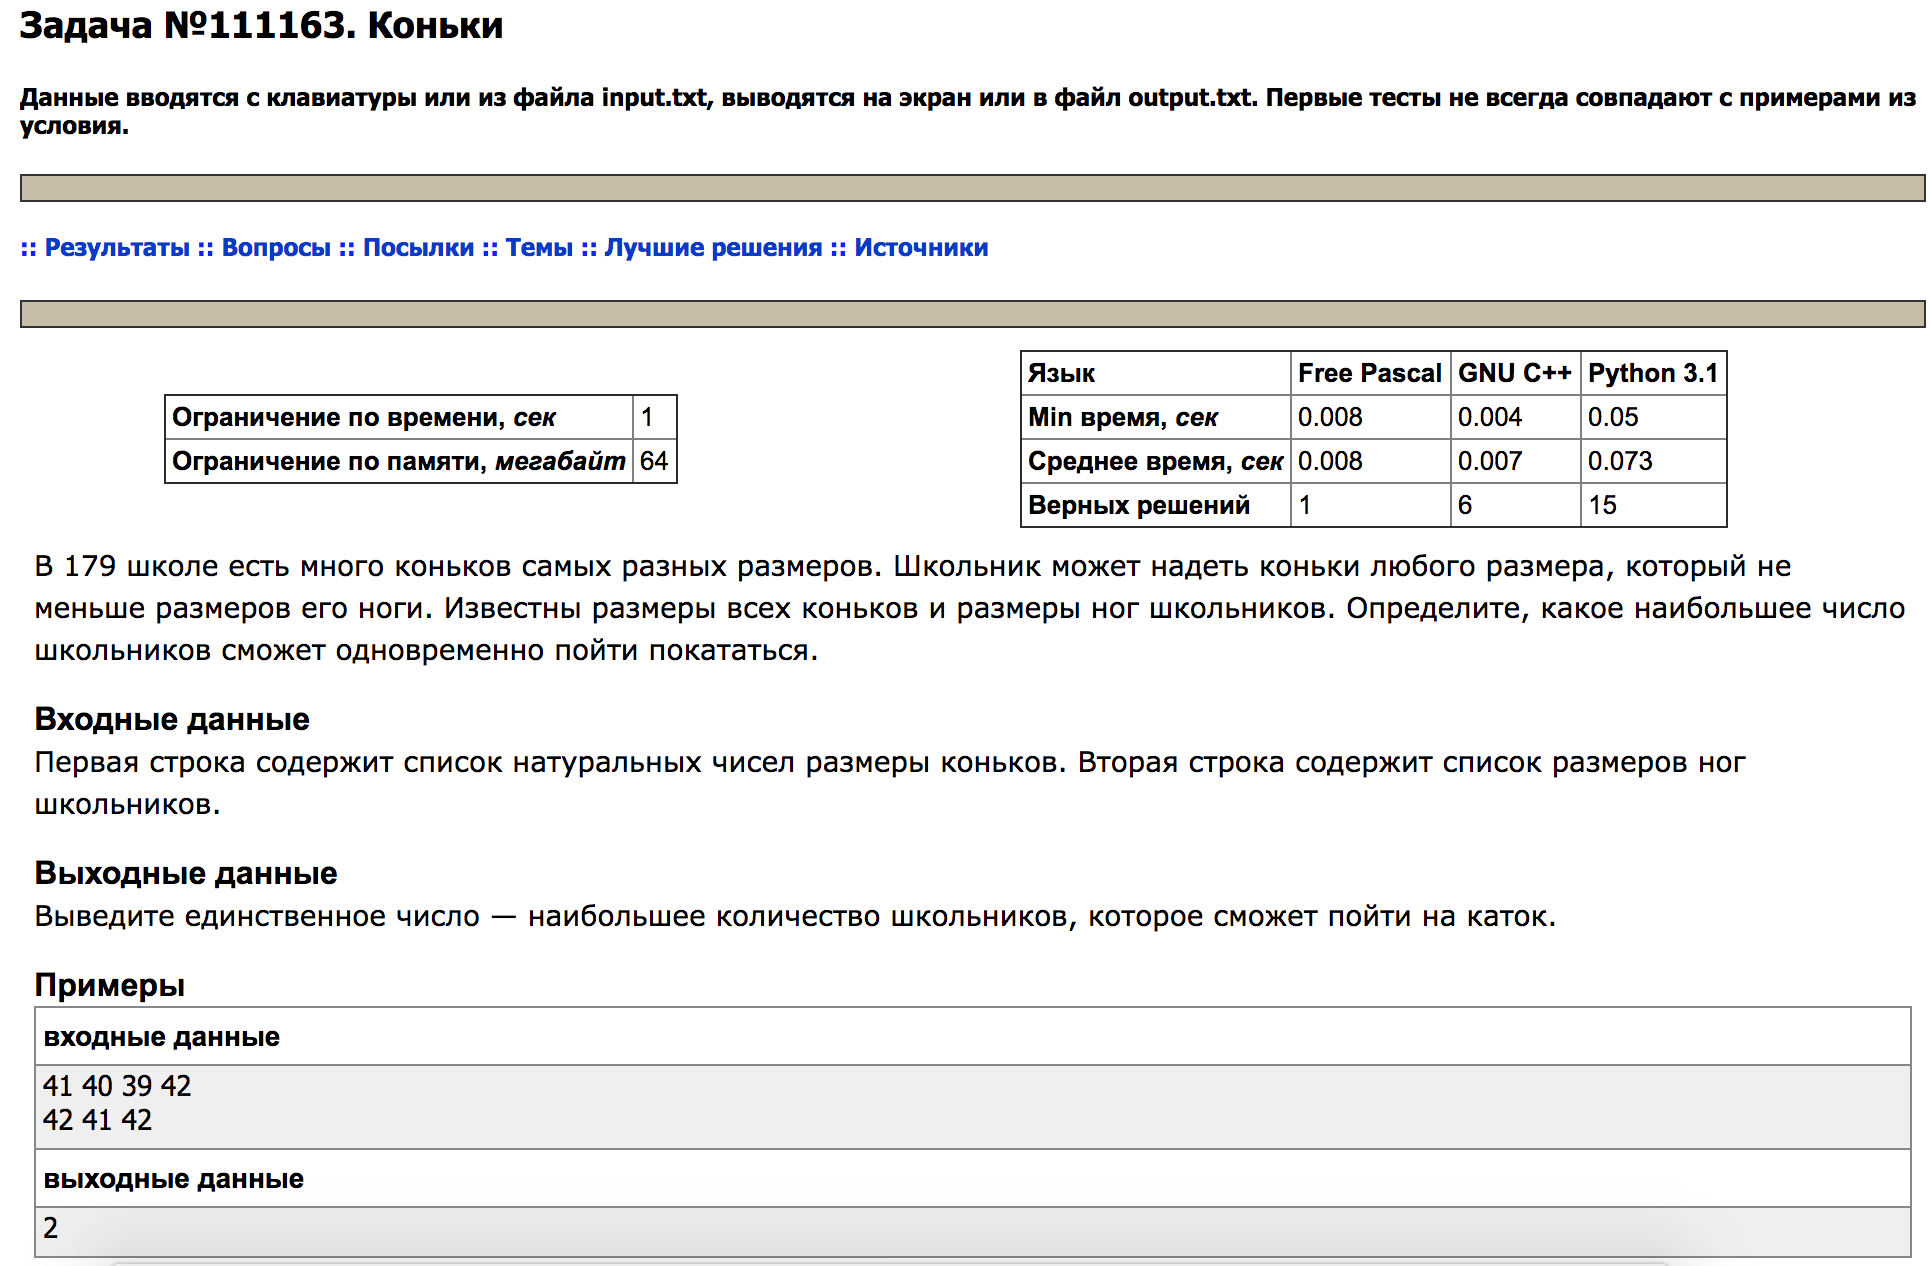 Задача №111163. Коньки
Данные вводятся с клавиатуры или из файла input.txt, выводятся на экран или в файл output.txt. Первые тесты не всегда совпадают с примерами из
условия.
:: Результаты :: Вопросы :: Посылки :: Темы :: Лучшие решения :: Источники
Ограничение по времени, сек 1
Ограничение по памяти, мегабайт 64
Язык Free Pascal GNU C++ Python 3.1
Min время, сек 0.008 0.004 0.05
Среднее время, сек 0.008 0.007 0.073
Верных решений 1 6 15
В 179 школе есть много коньков самых разных размеров. Школьник может надеть коньки любого размера, который не
меньше размеров его ноги. Известны размеры всех коньков и размеры ног школьников. Определите, какое наибольшее число
школьников сможет одновременно пойти покататься.
Входные данные
Первая строка содержит список натуральных чисел размеры коньков. Вторая строка содержит список размеров ног
школьников.
Выходные данные
Выведите единственное число — наибольшее количество школьников, которое сможет пойти на каток.
Примеры
входные данные
41 40 39 42
42 41 42
выходные данные
2